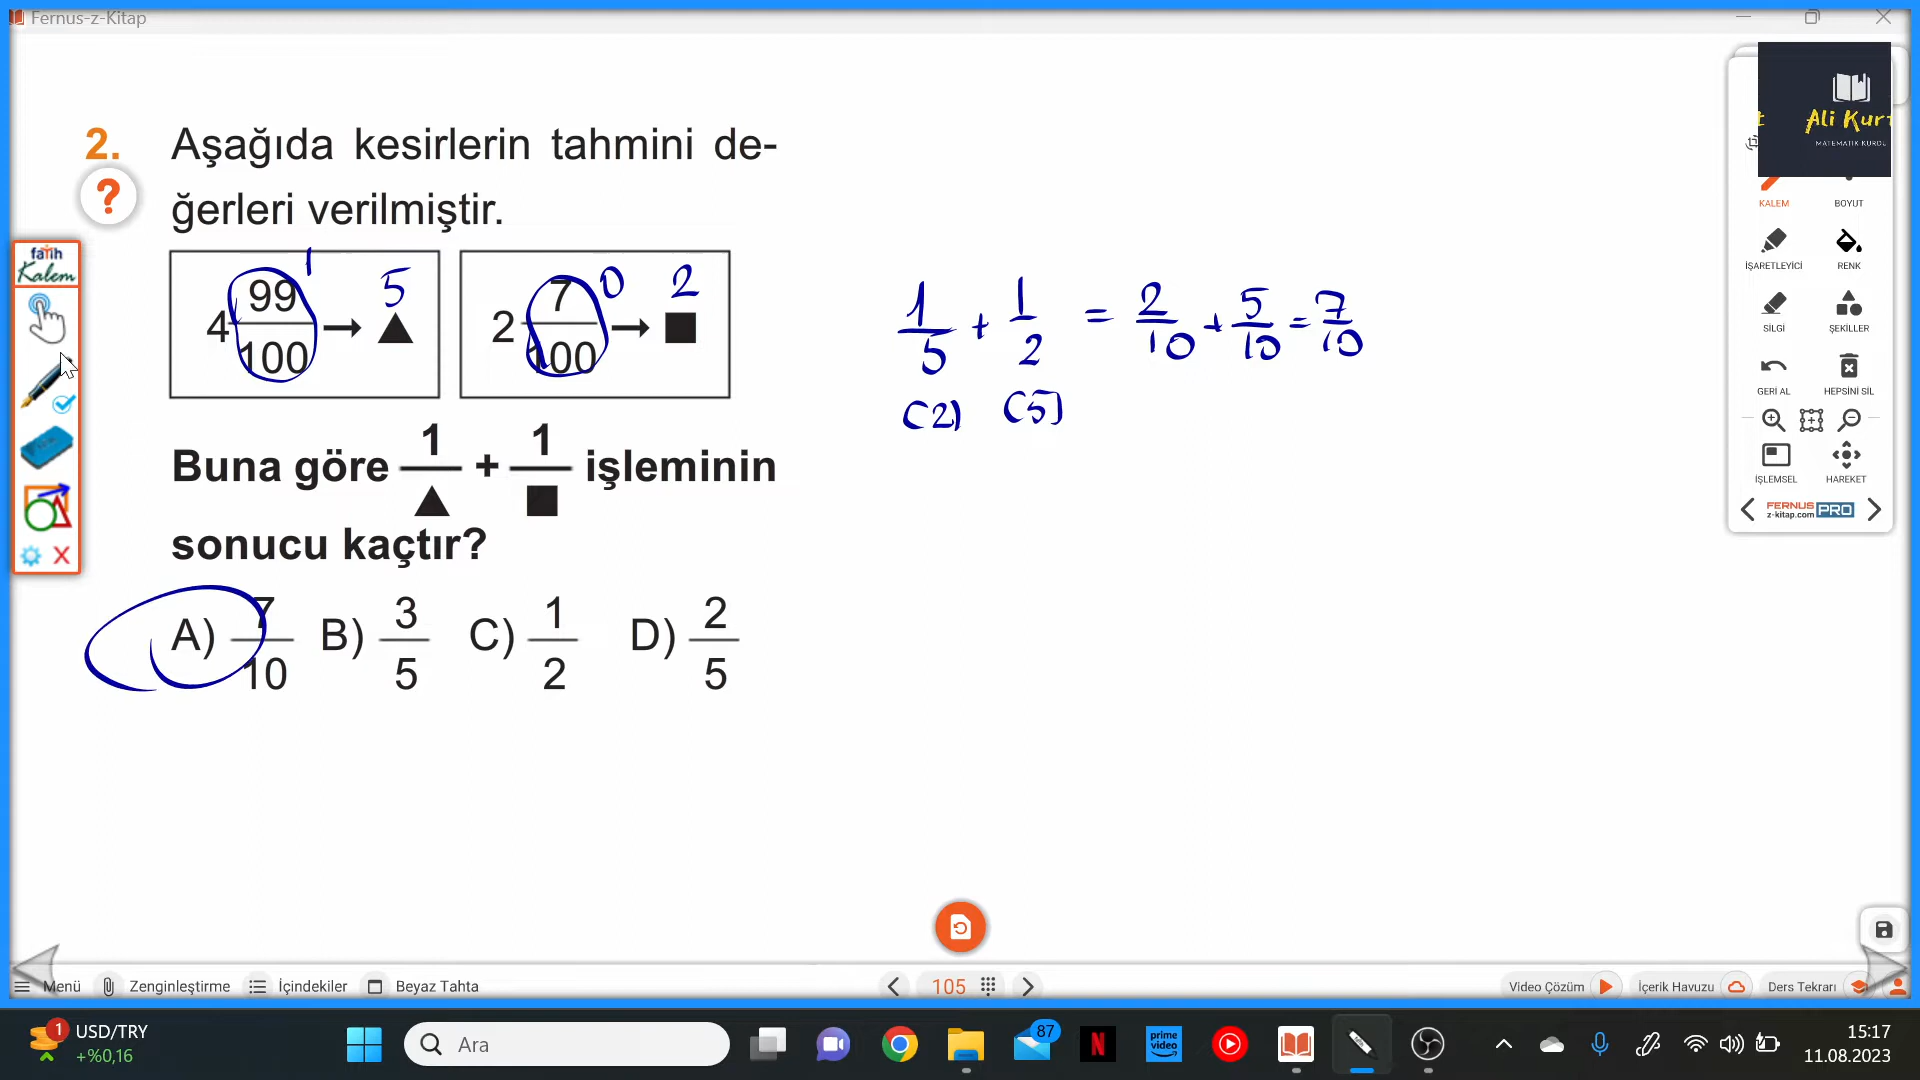 Fernus-z-Kitap
2. Aşağıda kesirlerin tahmini de-
ğerleri verilmiştir.
4 99/100 → ▲ 1 5
2 7/100 → ■ 0 2
Buna göre 1/▲ + 1/■ işleminin
sonucu kaçtır?
A) 7/10 B) 3/5 C) 1/2 D) 2/5
1/5 + 1/2 = 2/10 + 5/10 = 7/10
(2) (5)
fatih
Kalem
Ali Kurt
MATEMATİK KURDU
KALEM
BOYUT
İŞARETLEYİCİ
RENK
SİLGİ
ŞEKİLLER
GERİ AL
HEPSİNİ SİL
İŞLEMSEL
HAREKET
FERNUS
z-kitap.com PRO
Menü
Zenginleştirme
İçindekiler
Beyaz Tahta
105
Video Çözüm
İçerik Havuzu
Ders Tekrarı
1
USD/TRY
+%0,16
Ara
87
N
prime
video
15:17
11.08.2023